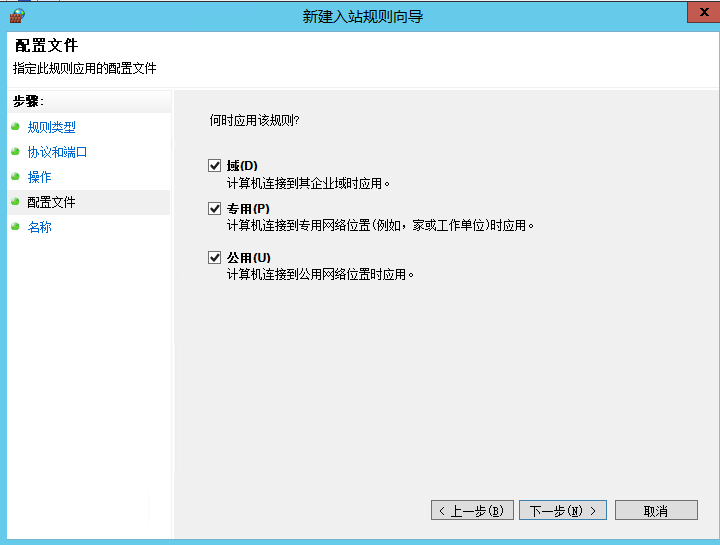 新建入站规则向导
x
配置文件
指定此规则应用的配置文件
步骤:
规则类型
协议和端口
操作
配置文件
名称
何时应用该规则?
域(D)
计算机连接到其企业域时应用。
专用(P)
计算机连接到专用网络位置(例如，家或工作单位)时应用。
公用(U)
计算机连接到公用网络位置时应用。
< 上一步(B)
下一步(N) >
取消